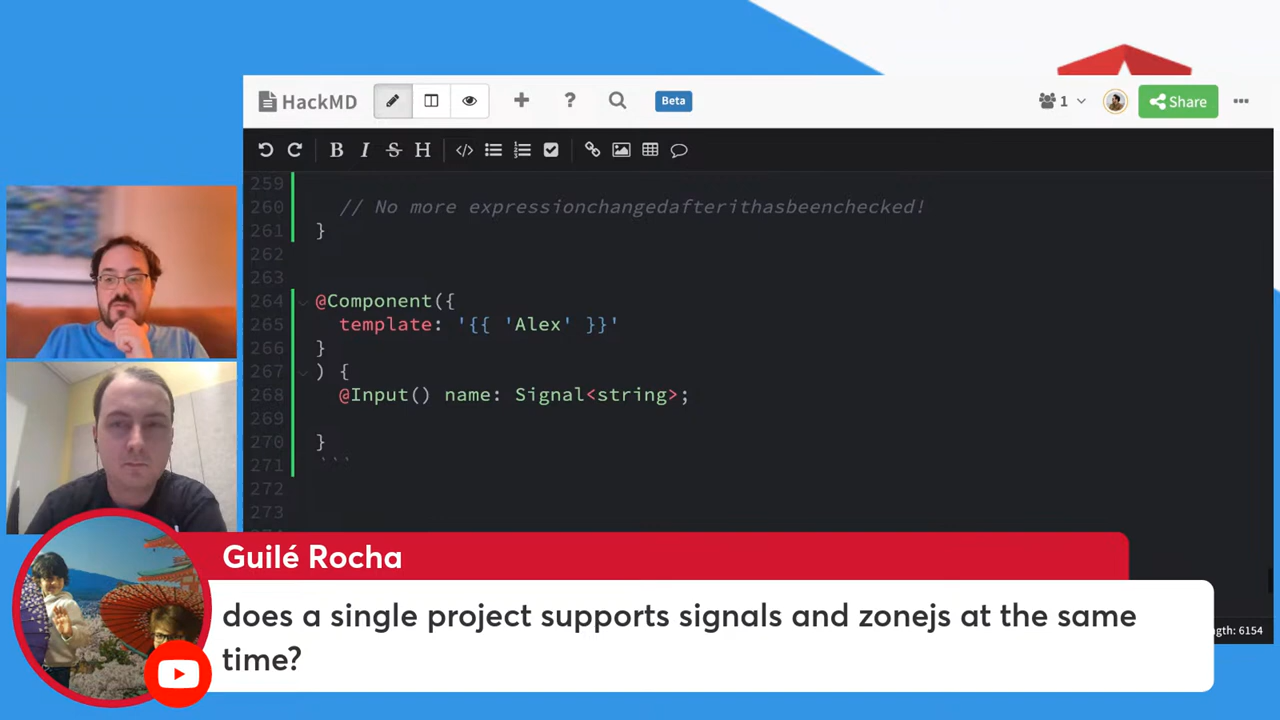 HackMD
Beta
1
Share
259
260 // No more expressionchangedafterithasbeenchecked!
261 }
262
263
264 @Component({
265 template: '{{ 'Alex' }}'
266 }
267 ) {
268 @Input() name: Signal<string>;
269
270 }
271 ```
272
273
gth: 6154
Guilé Rocha
does a single project supports signals and zonejs at the same
time?